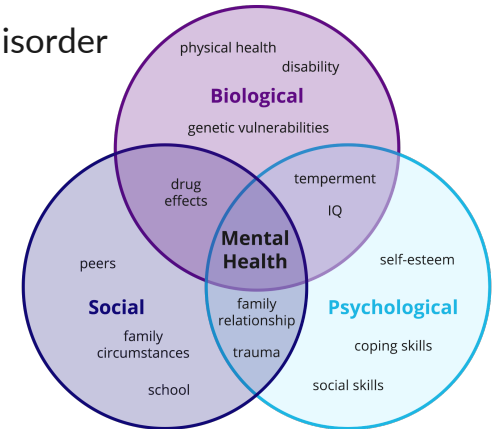 isorder
physical health
disability
Biological
genetic vulnerabilities
drug
effects
temperment
IQ
Mental
Health
peers
self-esteem
Social
family
relationship
Psychological
family
circumstances
trauma
coping skills
school
social skills